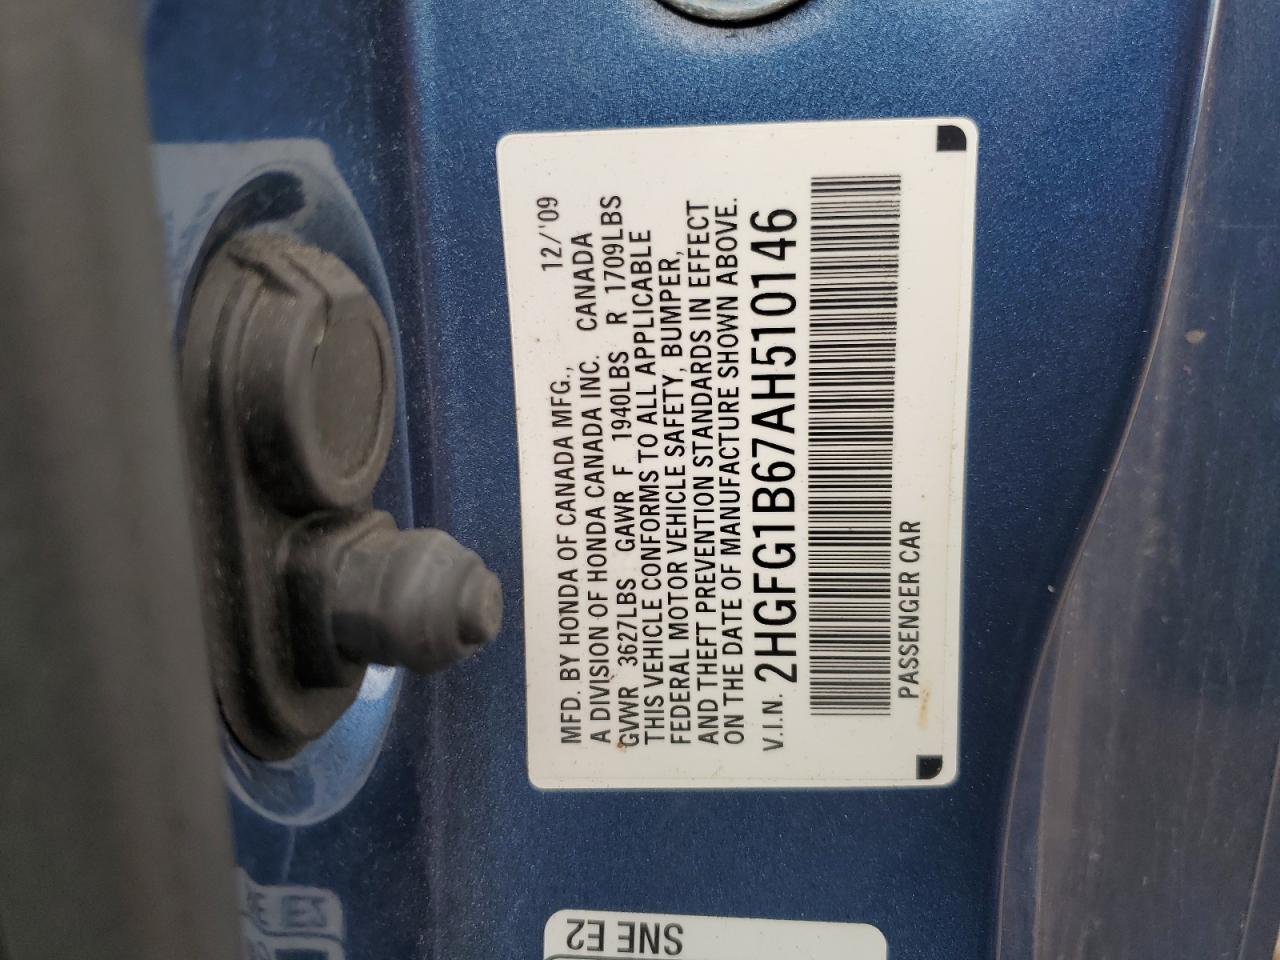 12/'09
MFD. BY HONDA OF CANADA MFG.,
A DIVISION OF HONDA CANADA INC. CANADA
GVWR 3627LBS GAWR F 1940LBS R 1709LBS
THIS VEHICLE CONFORMS TO ALL APPLICABLE
FEDERAL MOTOR VEHICLE SAFETY, BUMPER,
AND THEFT PREVENTION STANDARDS IN EFFECT
ON THE DATE OF MANUFACTURE SHOWN ABOVE.
V.I.N. 2HGFG1B67AH510146
PASSENGER CAR
SNE E2